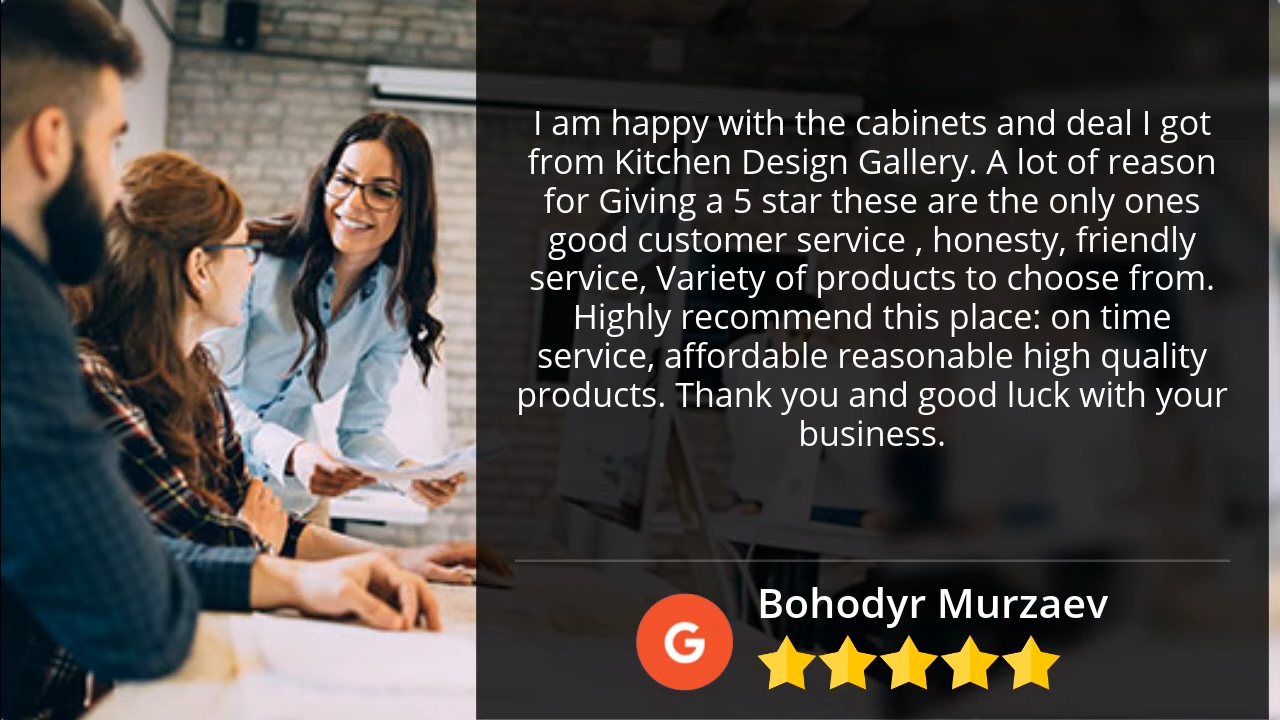 I am happy with the cabinets and deal I got
from Kitchen Design Gallery. A lot of reason
for Giving a 5 star these are the only ones
good customer service , honesty, friendly
service, Variety of products to choose from.
Highly recommend this place: on time
service, affordable reasonable high quality
products. Thank you and good luck with your
business.
Bohodyr Murzaev
G